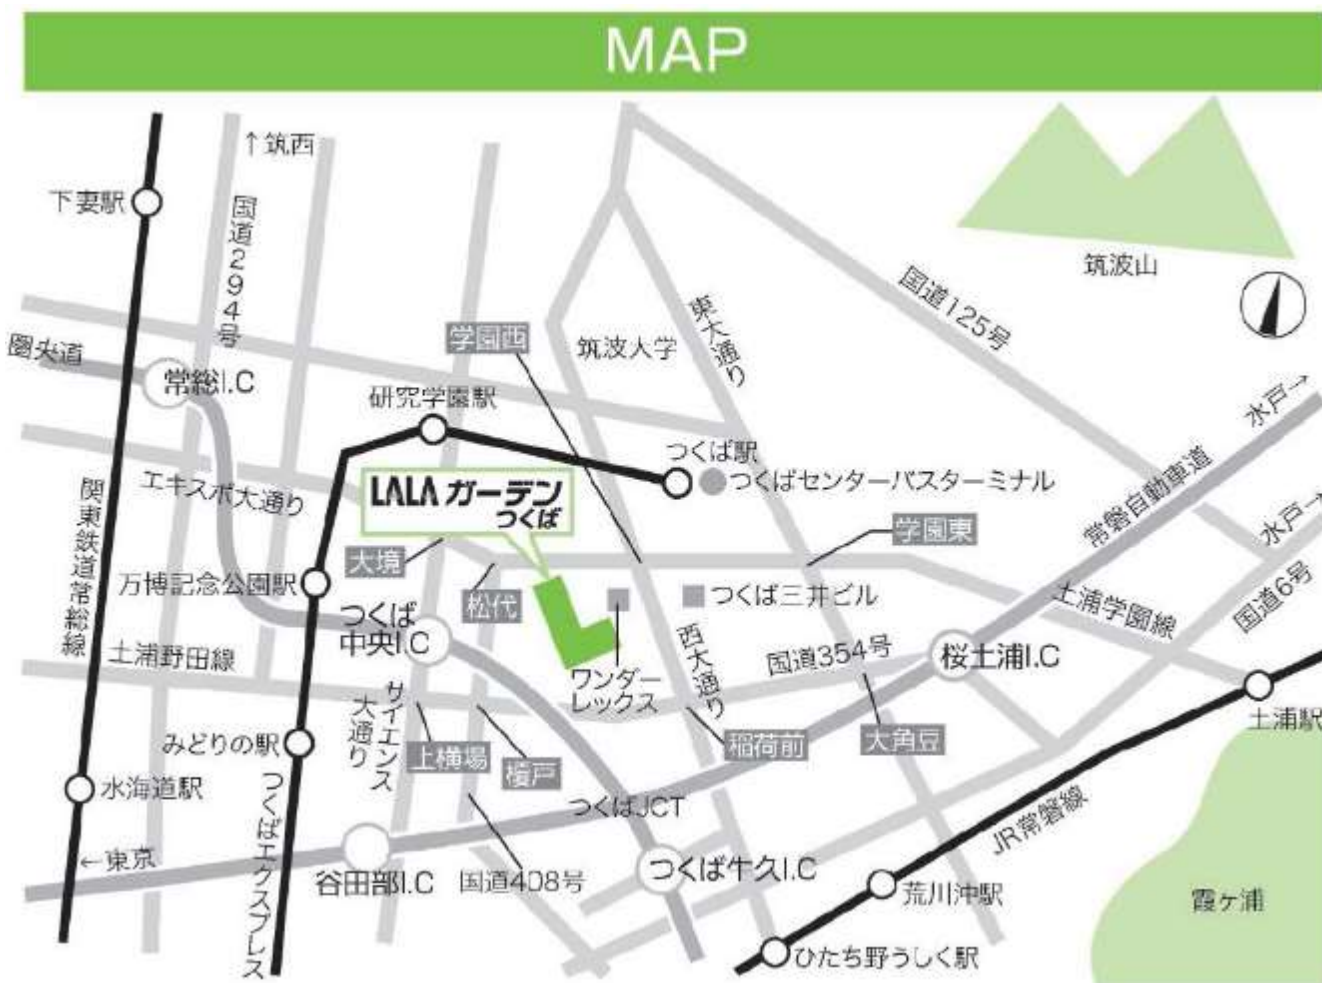 MAP
↑筑西
下妻駅
国道294号
筑波山
国道125号
東大通り
圏央道
常総I.C
学園西
筑波大学
研究学園駅
水戸→
つくば駅
つくばセンターバスターミナル
常磐自動車道
エキスポ大通り
LALA ガーデン
つくば
関東鉄道常総線
水戸→
学園東
大境
万博記念公園駅
松代
つくば三井ビル
土浦学園線
国道6号
つくば
中央I.C
土浦野田線
ワンダー
レックス
西大通り
国道354号
桜土浦I.C
サイエンス
大通り
土浦駅
みどりの駅
上横場
榎戸
稲荷前
大角豆
水海道駅
つくばエクスプレス
つくばJCT
JR常磐線
←東京
谷田部I.C
国道408号
つくば牛久I.C
荒川沖駅
霞ヶ浦
ひたち野うしく駅